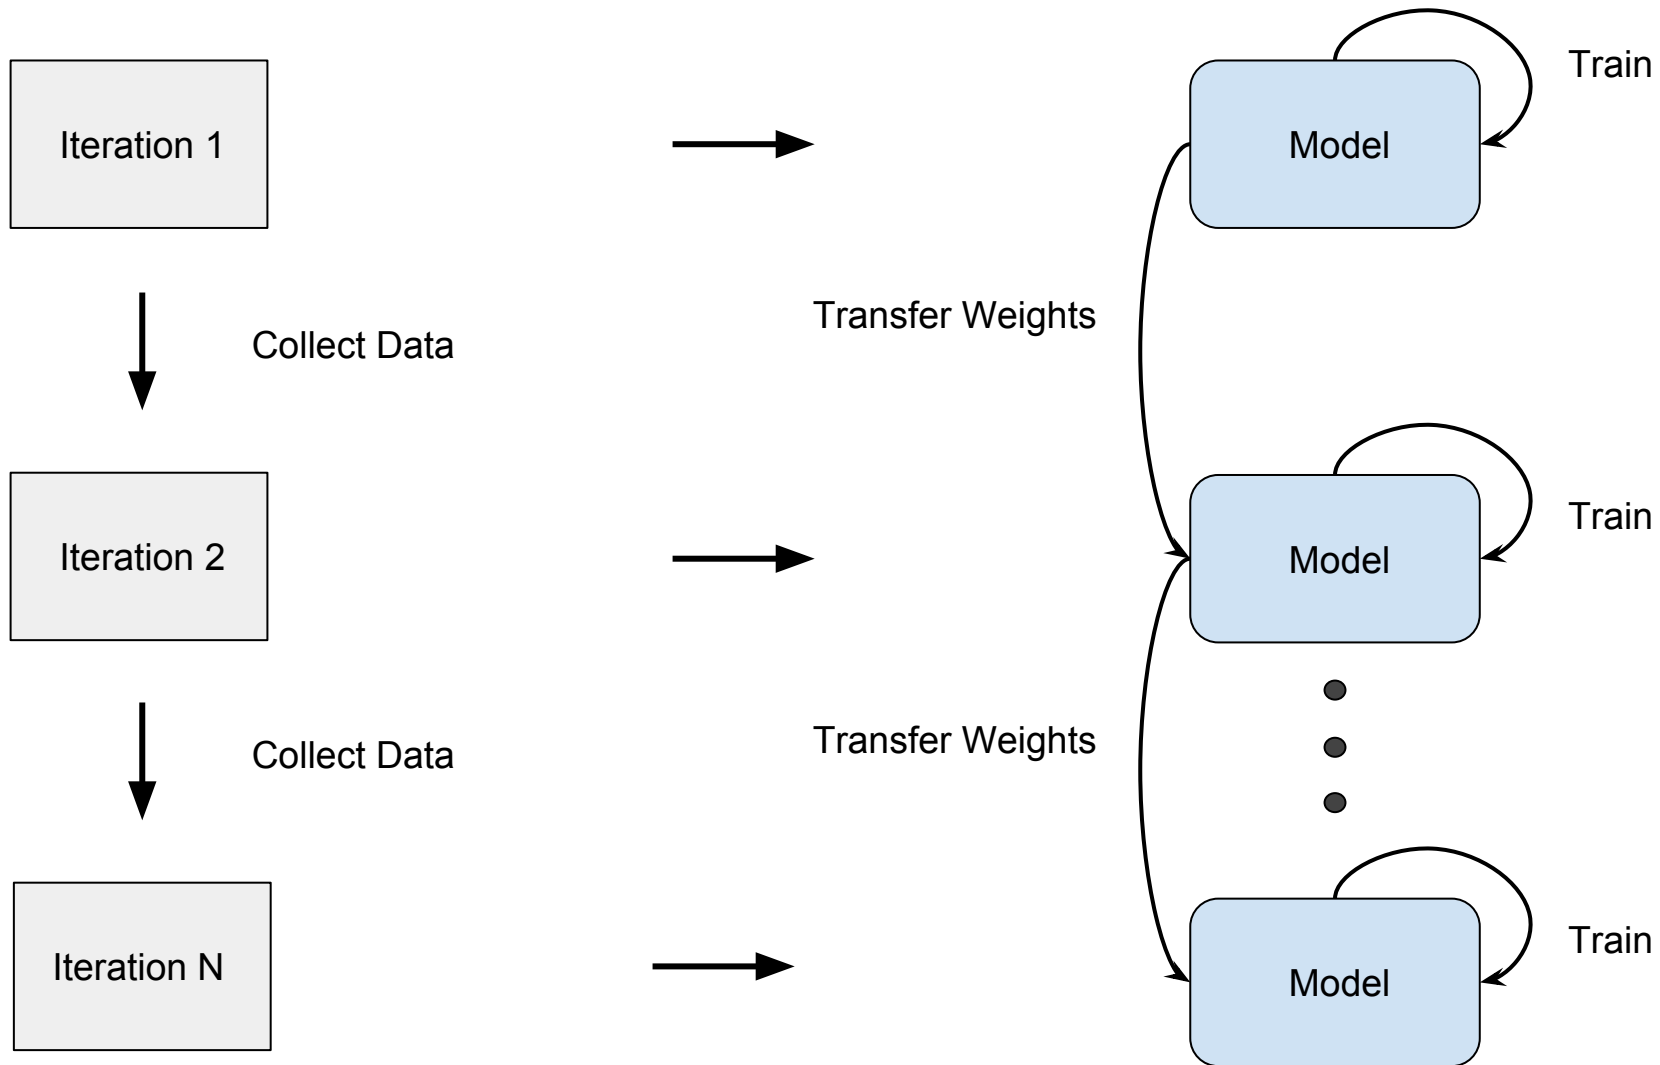 Train
Iteration 1
Model
Transfer Weights
Collect Data
Train
Iteration 2
Model
Transfer Weights
Collect Data
Train
Iteration N
Model